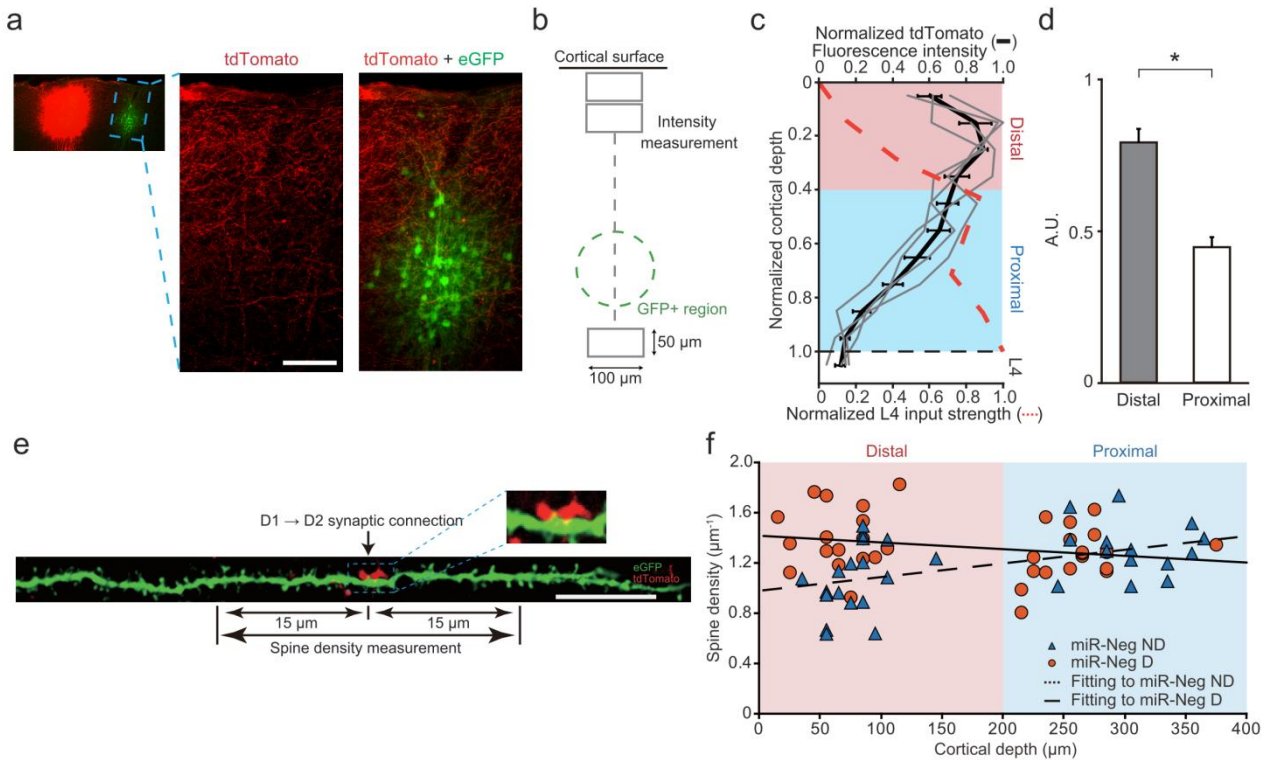 a
tdTomato
tdTomato + eGFP
b
Cortical surface
Intensity
measurement
GFP+ region
50 µm
100 µm
c
Normalized tdTomato
Fluorescence intensity (━)
0 0.2 0.4 0.6 0.8 1.0
Normalized cortical depth
0
0.2
0.4
0.6
0.8
1.0
Distal
Proximal
L4
0 0.2 0.4 0.6 0.8 1.0
Normalized L4 input strength (····)
d
*
A.U.
1
0.5
0
Distal Proximal
e
D1 → D2 synaptic connection
eGFP
tdTomato
15 µm 15 µm
Spine density measurement
f
Distal Proximal
Spine density (µm⁻¹)
2.0
1.6
1.2
0.8
0.4
0
miR-Neg ND
miR-Neg D
Fitting to miR-Neg ND
Fitting to miR-Neg D
0 50 100 150 200 250 300 350 400
Cortical depth (µm)